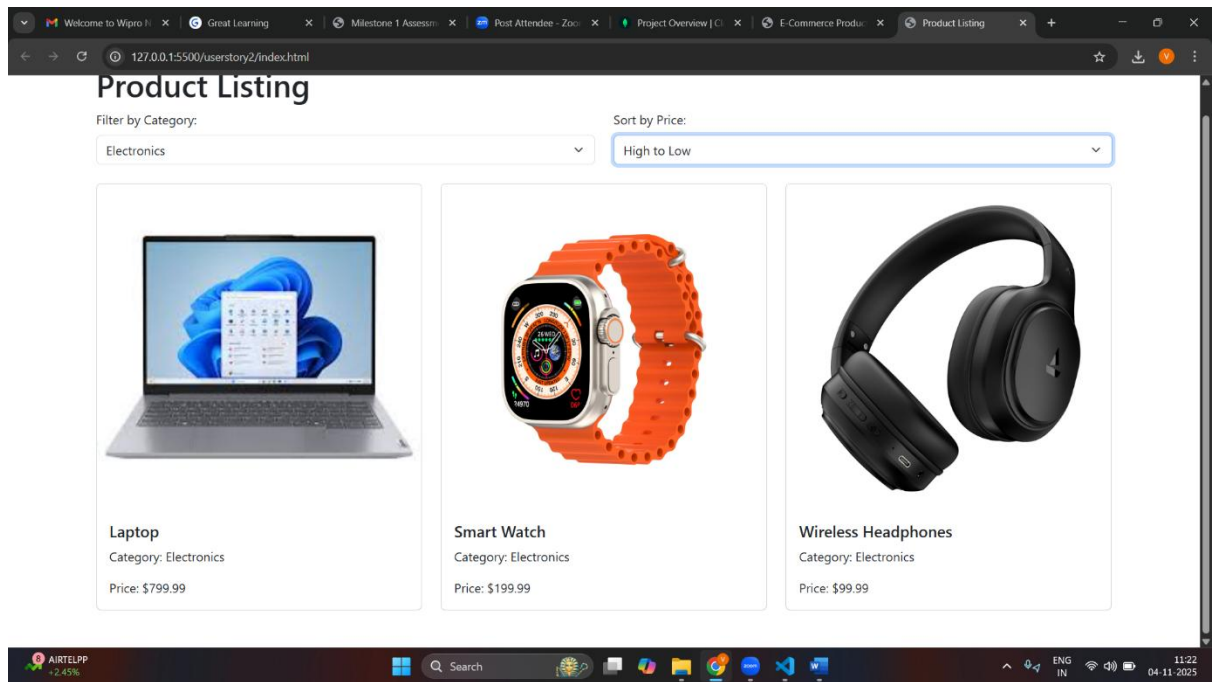 Welcome to Wipro N
Great Learning
Milestone 1 Assessm
Post Attendee - Zoo
Project Overview | Cl
E-Commerce Produc
Product Listing
127.0.0.1:5500/userstory2/index.html
V
Product Listing
Filter by Category:
Sort by Price:
Electronics
High to Low
Laptop
Smart Watch
Wireless Headphones
Category: Electronics
Category: Electronics
Category: Electronics
Price: $799.99
Price: $199.99
Price: $99.99
8
AIRTELPP
+2.45%
Search
zoom
ENG
IN
11:22
04-11-2025